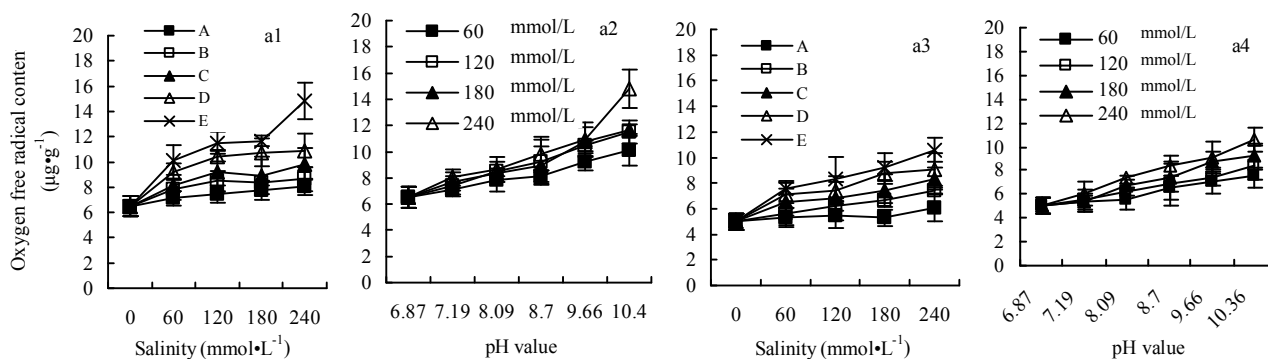 Oxygen free radical conten
(μg•g⁻¹)
20
18
16
14
12
10
8
6
4
2
0
A
B
C
D
E
a1
0 60 120 180 240
Salinity (mmol•L⁻¹)
20
18
16
14
12
10
8
6
4
2
0
60 mmol/L
120 mmol/L
180 mmol/L
240 mmol/L
a2
6.87 7.19 8.09 8.7 9.66 10.4
pH value
20
18
16
14
12
10
8
6
4
2
0
A
B
C
D
E
a3
0 60 120 180 240
Salinity (mmol•L⁻¹)
20
18
16
14
12
10
8
6
4
2
0
60 mmol/L
120 mmol/L
180 mmol/L
240 mmol/L
a4
6.87 7.19 8.09 8.7 9.66 10.36
pH value